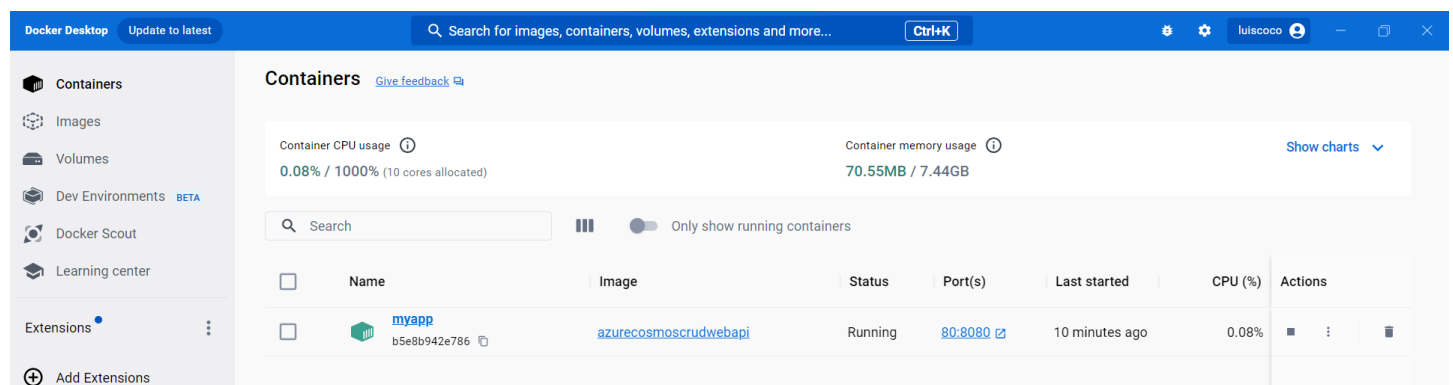 Docker Desktop Update to latest Search for images, containers, volumes, extensions and more... Ctrl+K luiscoco
Containers
Images
Volumes
Dev Environments BETA
Docker Scout
Learning center
Extensions
Add Extensions
Containers Give feedback
Container CPU usage
0.08% / 1000% (10 cores allocated)
Container memory usage
70.55MB / 7.44GB
Show charts
Search Only show running containers
Name Image Status Port(s) Last started CPU (%) Actions
myapp azurecosmoscrudwebapi Running 80:8080 10 minutes ago 0.08%
b5e8b942e786